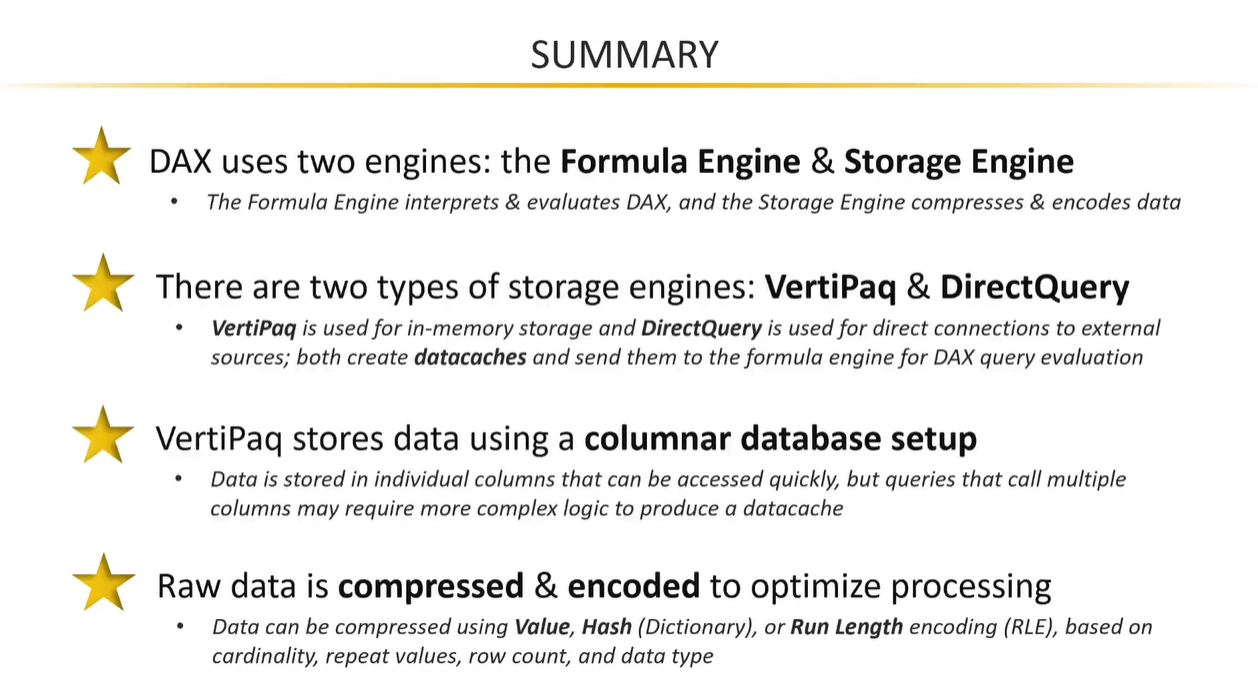 SUMMARY
DAX uses two engines: the Formula Engine & Storage Engine
• The Formula Engine interprets & evaluates DAX, and the Storage Engine compresses & encodes data
There are two types of storage engines: VertiPaq & DirectQuery
• VertiPaq is used for in-memory storage and DirectQuery is used for direct connections to external
sources; both create datacaches and send them to the formula engine for DAX query evaluation
VertiPaq stores data using a columnar database setup
• Data is stored in individual columns that can be accessed quickly, but queries that call multiple
columns may require more complex logic to produce a datacache
Raw data is compressed & encoded to optimize processing
• Data can be compressed using Value, Hash (Dictionary), or Run Length encoding (RLE), based on
cardinality, repeat values, row count, and data type